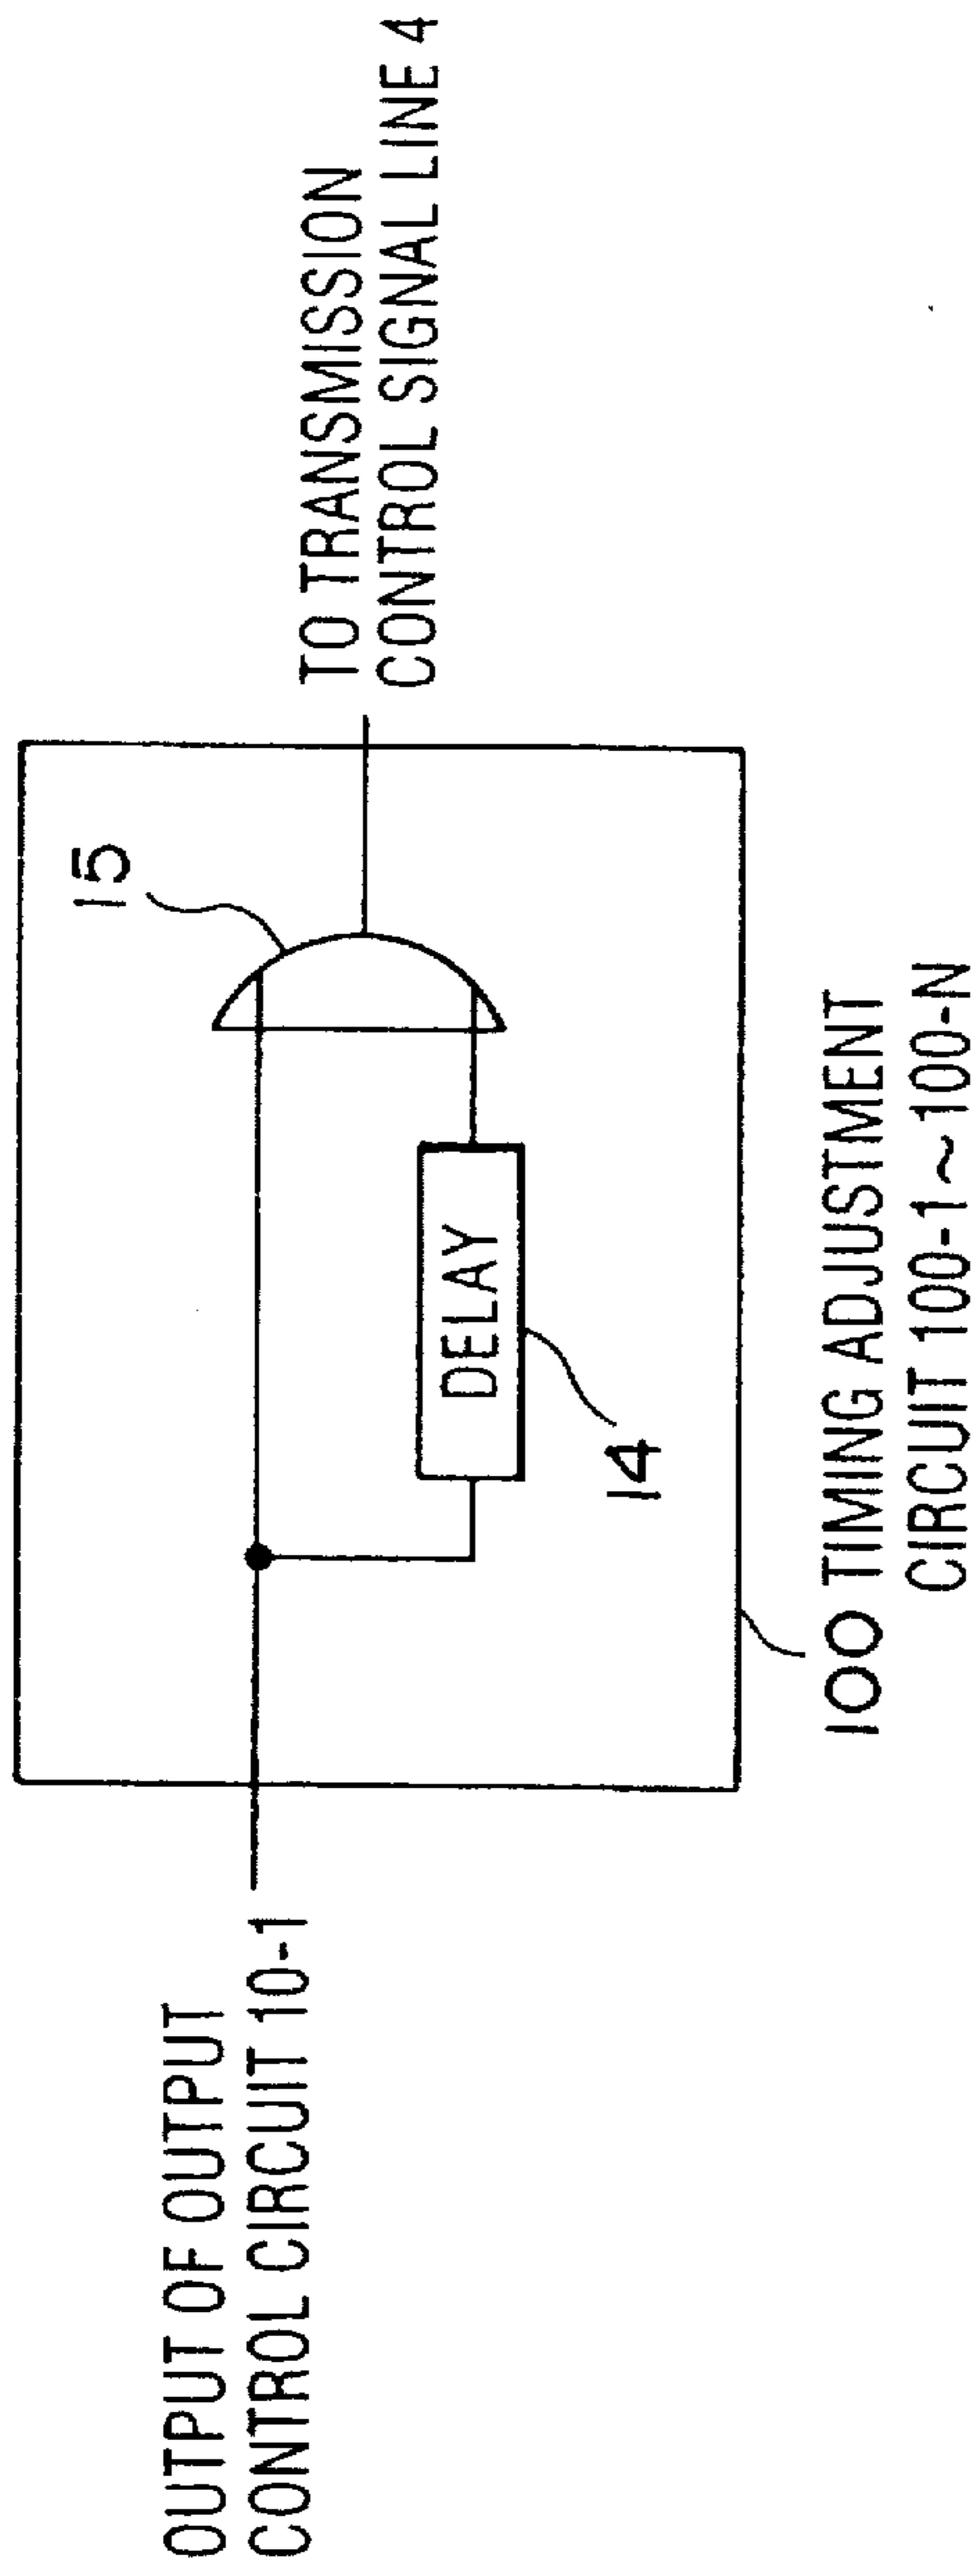 OUTPUT OF OUTPUT
CONTROL CIRCUIT 10-1
DELAY
14
15
TO TRANSMISSION
CONTROL SIGNAL LINE 4
100 TIMING ADJUSTMENT
CIRCUIT 100-1~100-N